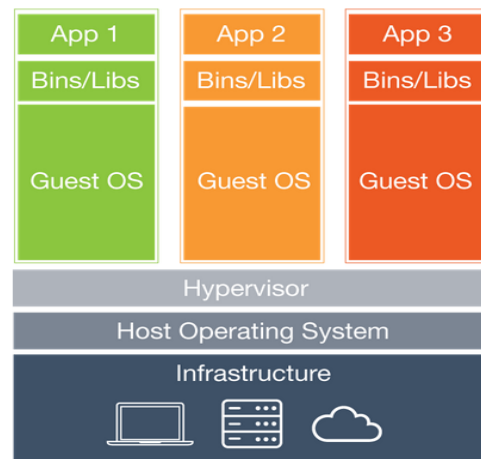 App 1
App 2
App 3
Bins/Libs
Bins/Libs
Bins/Libs
Guest OS
Guest OS
Guest OS
Hypervisor
Host Operating System
Infrastructure